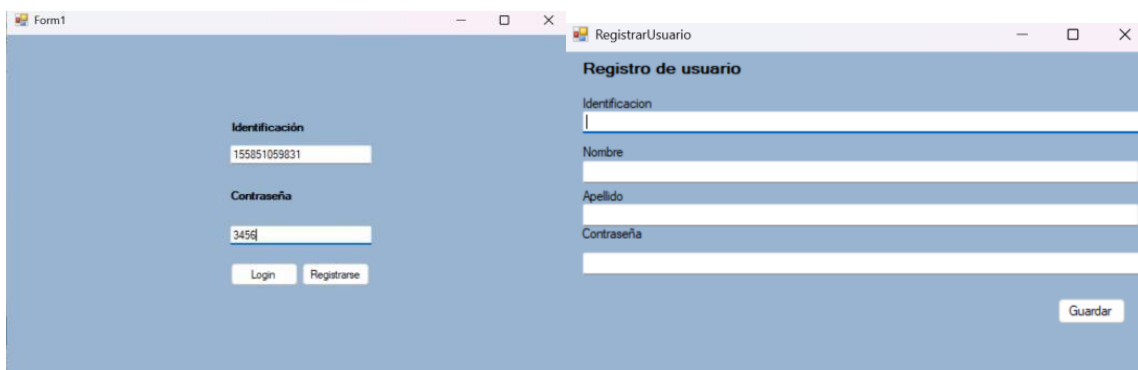 Form1
Identificación
155851059831
Contraseña
3456
Login Registrarse
RegistrarUsuario
Registro de usuario
Identificacion
Nombre
Apellido
Contraseña
Guardar